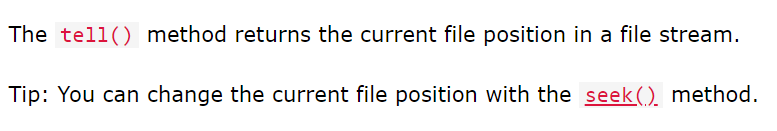 The tell() method returns the current file position in a file stream.
Tip: You can change the current file position with the seek() method.